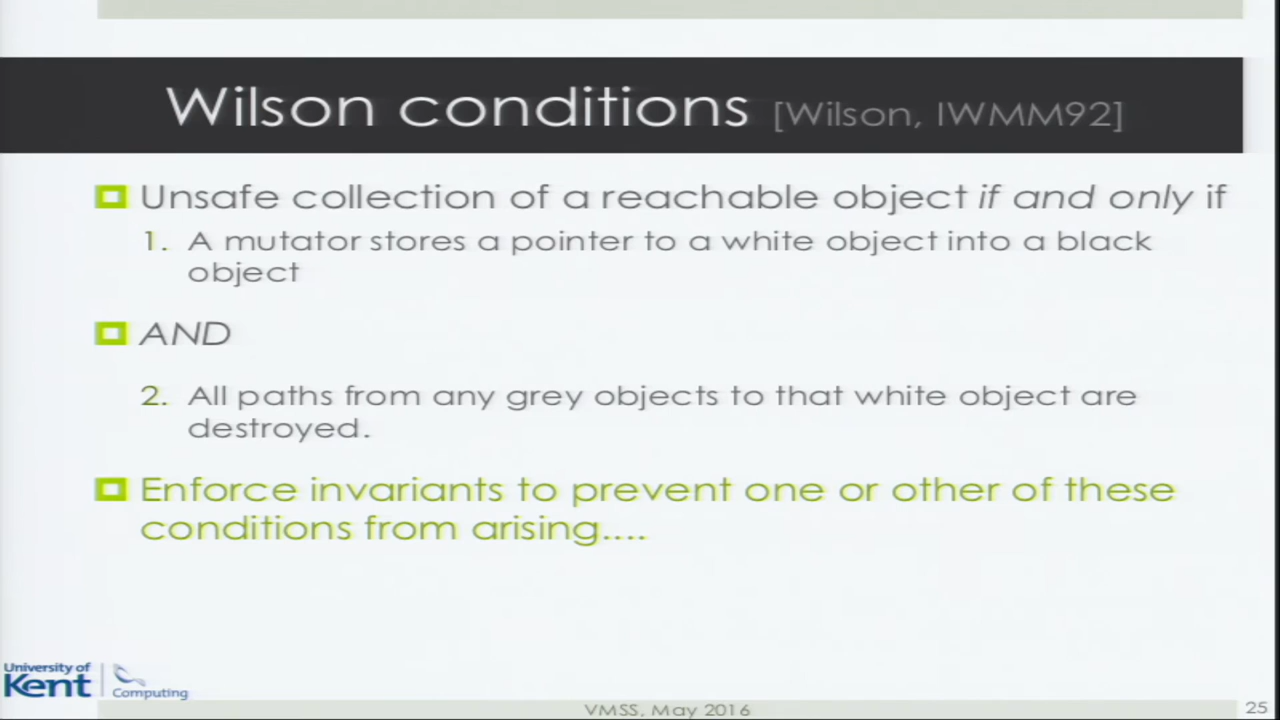 Wilson conditions [Wilson, IWMM92]
Unsafe collection of a reachable object if and only if
1. A mutator stores a pointer to a white object into a black
object
AND
2. All paths from any grey objects to that white object are
destroyed.
Enforce invariants to prevent one or other of these
conditions from arising....
University of
Kent
Computing
VMSS, May 2016
25